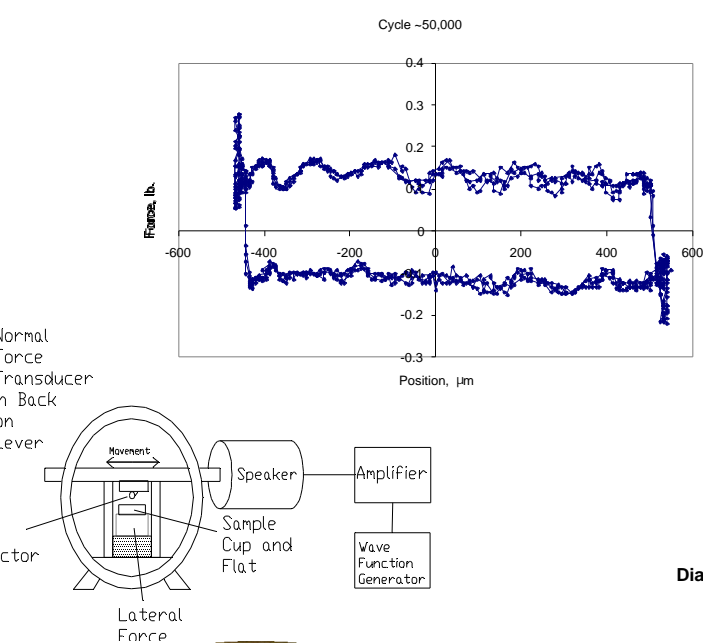 Cycle ~50,000
0.4
0.3
0.2
0.1
0
-0.1
-0.2
-0.3
-600
-400
-200
0
200
400
600
Force, lb.
Position, µm
Normal
Force
Transducer
n Back
on
Lever
Movement
Speaker
Amplifier
Sample
Cup and
Flat
Wave
Function
Generator
ctor
Lateral
Force
Dia